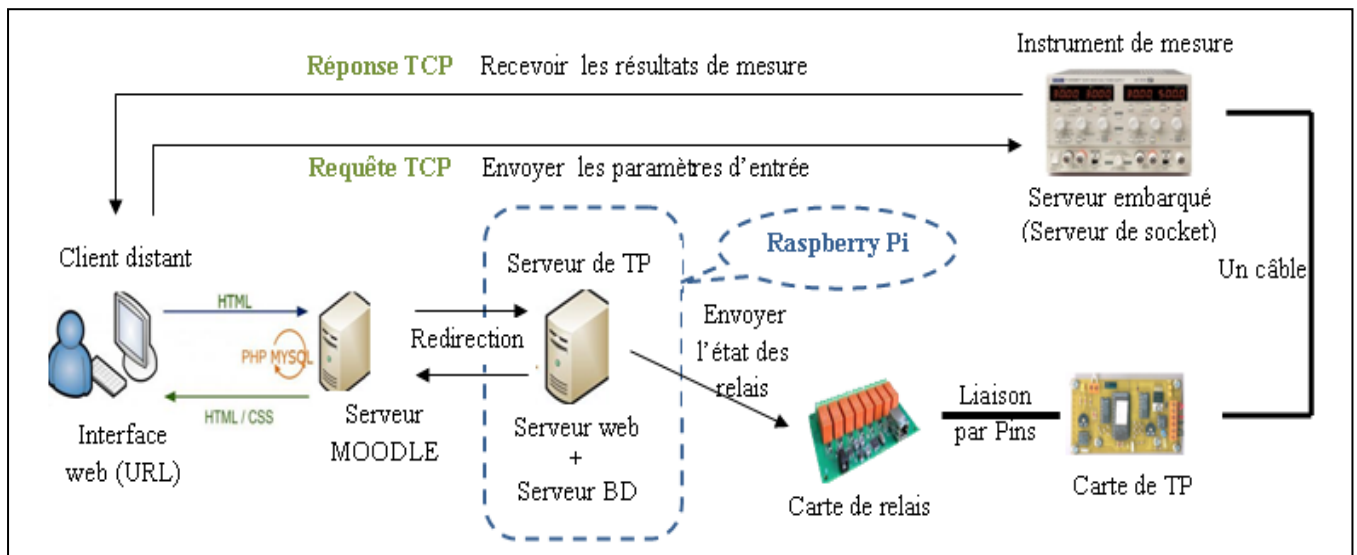 Instrument de mesure
Réponse TCP Recevoir les résultats de mesure
Requête TCP Envoyer les paramètres d'entrée
Serveur embarqué
(Serveur de socket)
Un câble
Raspberry Pi
Client distant
Serveur de TP
HTML
PHP MYSQL
HTML / CSS
Redirection
Envoyer
l'état des
relais
Interface
web (URL)
Serveur
MOODLE
Serveur web
+
Serveur BD
Liaison
par Pins
Carte de relais
Carte de TP